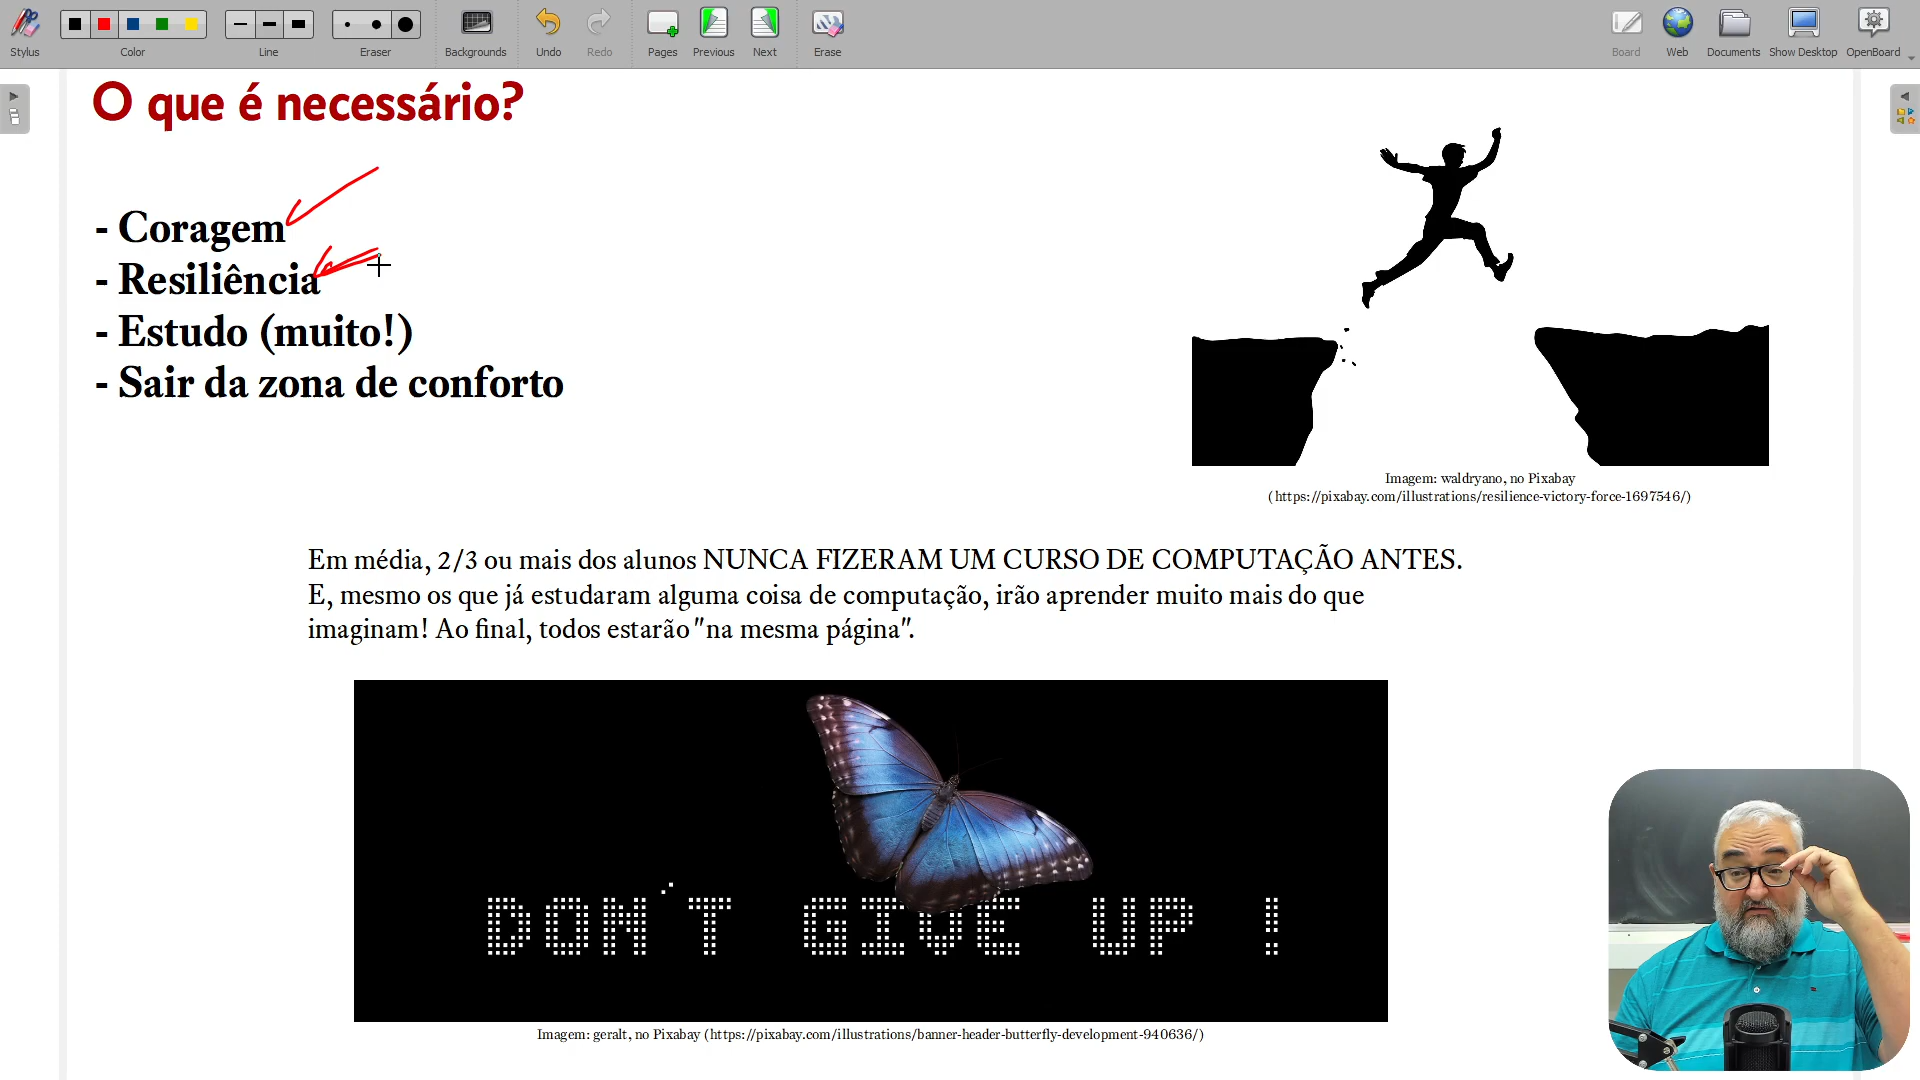 Stylus
Color
Line
Eraser
Backgrounds
Undo
Redo
Pages
Previous
Next
Erase
Board
Web
Documents
Show Desktop
OpenBoard
O que é necessário?
- Coragem
- Resiliência
- Estudo (muito!)
- Sair da zona de conforto
Imagem: waldryano, no Pixabay
(https://pixabay.com/illustrations/resilience-victory-force-1697546/)
Em média, 2/3 ou mais dos alunos NUNCA FIZERAM UM CURSO DE COMPUTAÇÃO ANTES.
E, mesmo os que já estudaram alguma coisa de computação, irão aprender muito mais do que
imaginam! Ao final, todos estarão "na mesma página".
DON'T GIVE UP !
Imagem: geralt, no Pixabay (https://pixabay.com/illustrations/banner-header-butterfly-development-940636/)